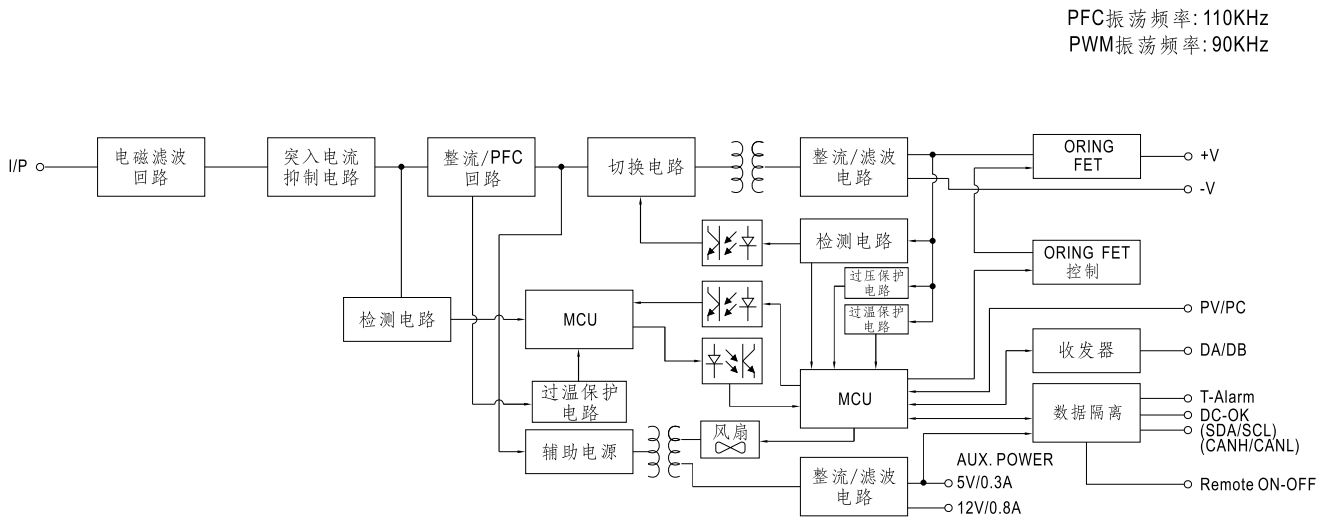 PFC振荡频率: 110KHz
PWM振荡频率: 90KHz
I/P
电磁滤波
回路
突入电流
抑制电路
整流/PFC
回路
切换电路
整流/滤波
电路
ORING
FET
+V
-V
检测电路
ORING FET
控制
过压保护
电路
过温保护
电路
检测电路
MCU
PV/PC
收发器
DA/DB
过温保护
电路
MCU
数据隔离
T-Alarm
DC-OK
(SDA/SCL)
(CANH/CANL)
辅助电源
风扇
整流/滤波
电路
AUX. POWER
5V/0.3A
12V/0.8A
Remote ON-OFF